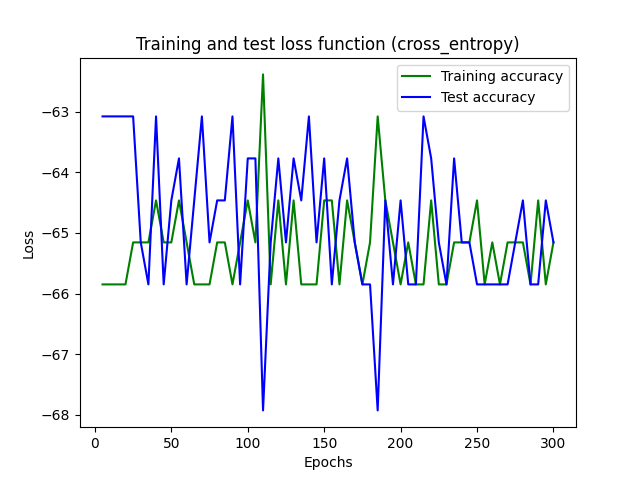 Training and test loss function (cross_entropy)
Training accuracy
Test accuracy
−63
−64
−65
−66
−67
−68
Loss
0
50
100
150
200
250
300
Epochs